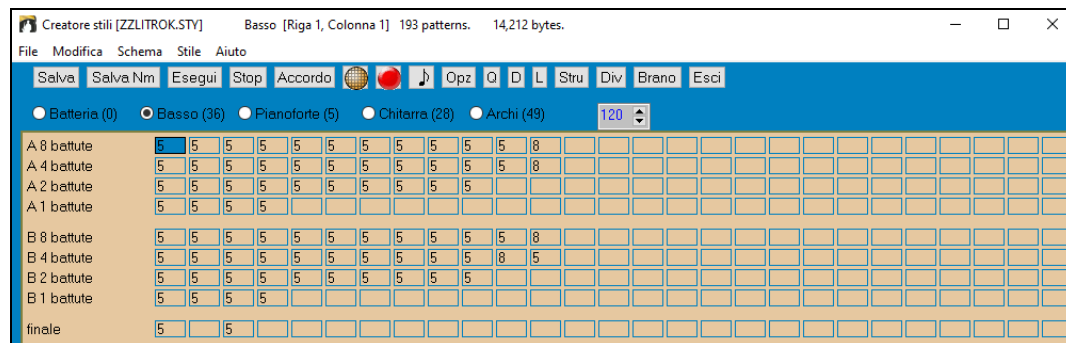 Creatore stili [ZZLITROK.STY] Basso [Riga 1, Colonna 1] 193 patterns. 14,212 bytes.
File Modifica Schema Stile Aiuto
Salva Salva Nm Esegui Stop Accordo Opz Q D L Stru Div Brano Esci
Batteria (0) Basso (36) Pianoforte (5) Chitarra (28) Archi (49) 120
A 8 battute 5 5 5 5 5 5 5 5 5 5 5 8
A 4 battute 5 5 5 5 5 5 5 5 5 5 5 8
A 2 battute 5 5 5 5 5 5 5 5 5 5
A 1 battute 5 5 5 5
B 8 battute 5 5 5 5 5 5 5 5 5 5 5 8
B 4 battute 5 5 5 5 5 5 5 5 5 5 8 5
B 2 battute 5 5 5 5 5 5 5 5 5 5
B 1 battute 5 5 5 5
finale 5 5